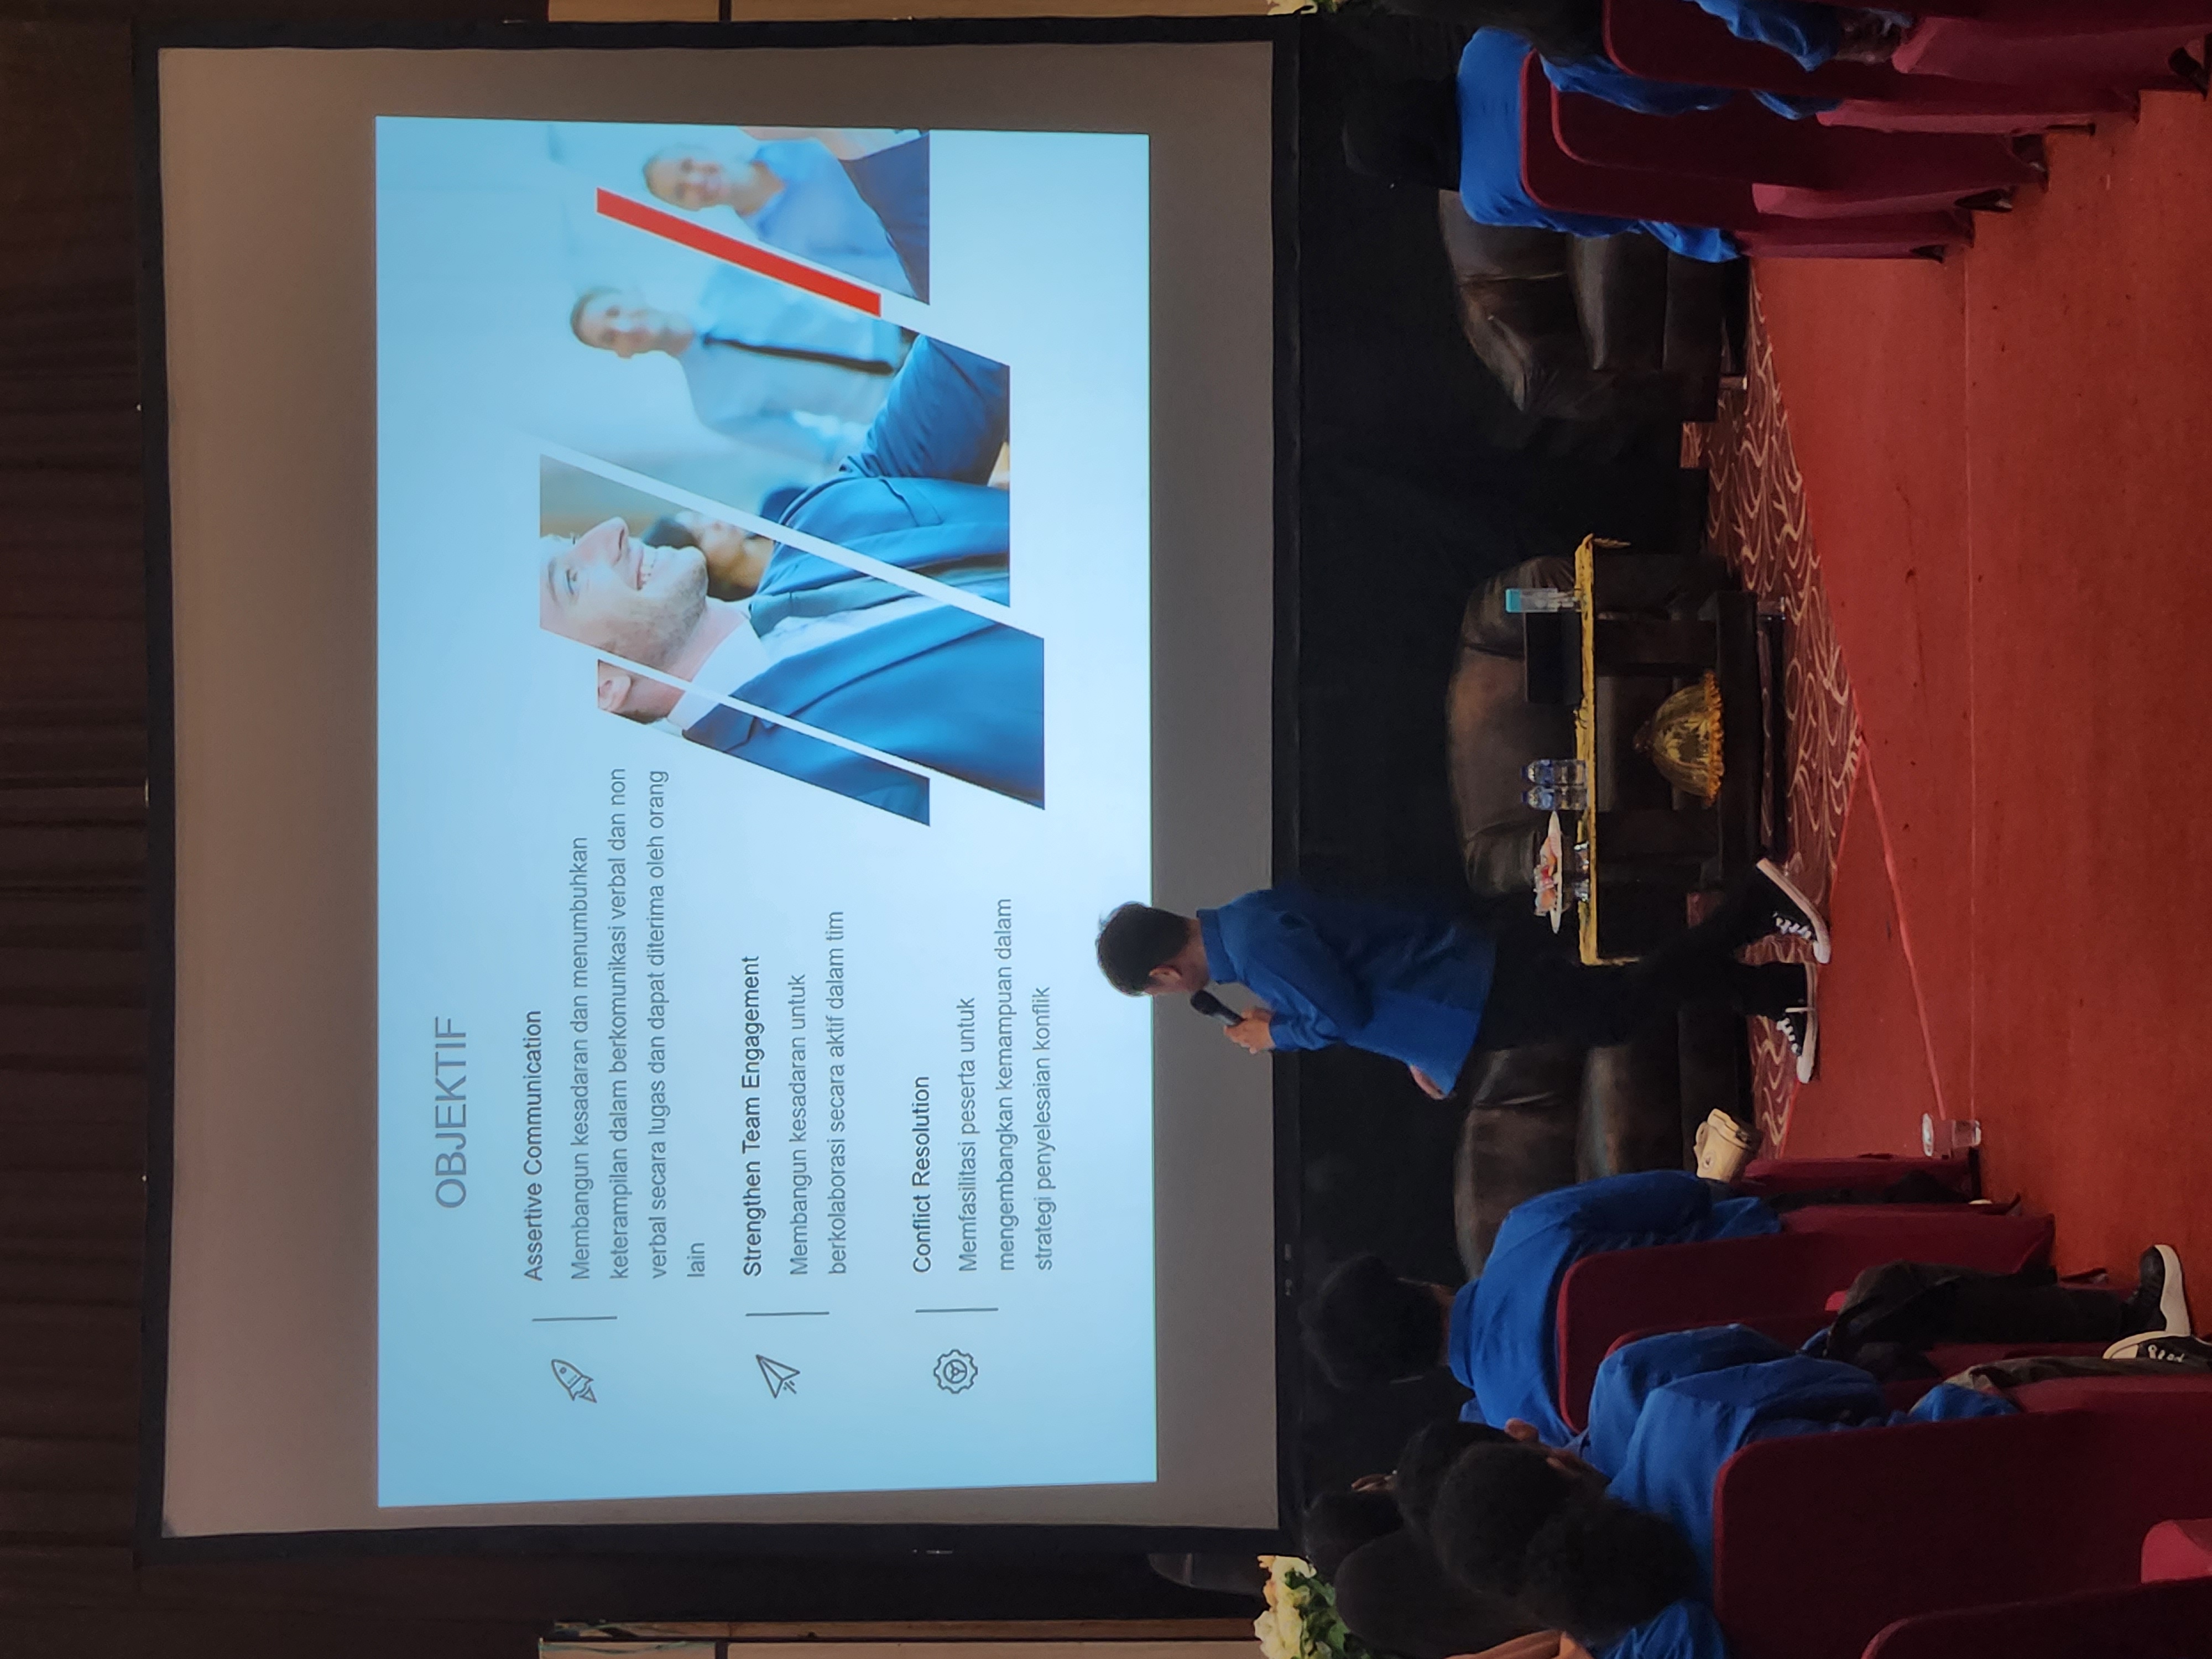 OBJEKTIF
Assertive Communication
Membangun kesadaran dan menumbuhkan
keterampilan dalam berkomunikasi verbal dan non
verbal secara lugas dan dapat diterima oleh orang
lain
Strengthen Team Engagement
Membangun kesadaran untuk
berkolaborasi secara aktif dalam tim
Conflict Resolution
Memfasilitasi peserta untuk
mengembangkan kemampuan dalam
strategi penyelesaian konflik